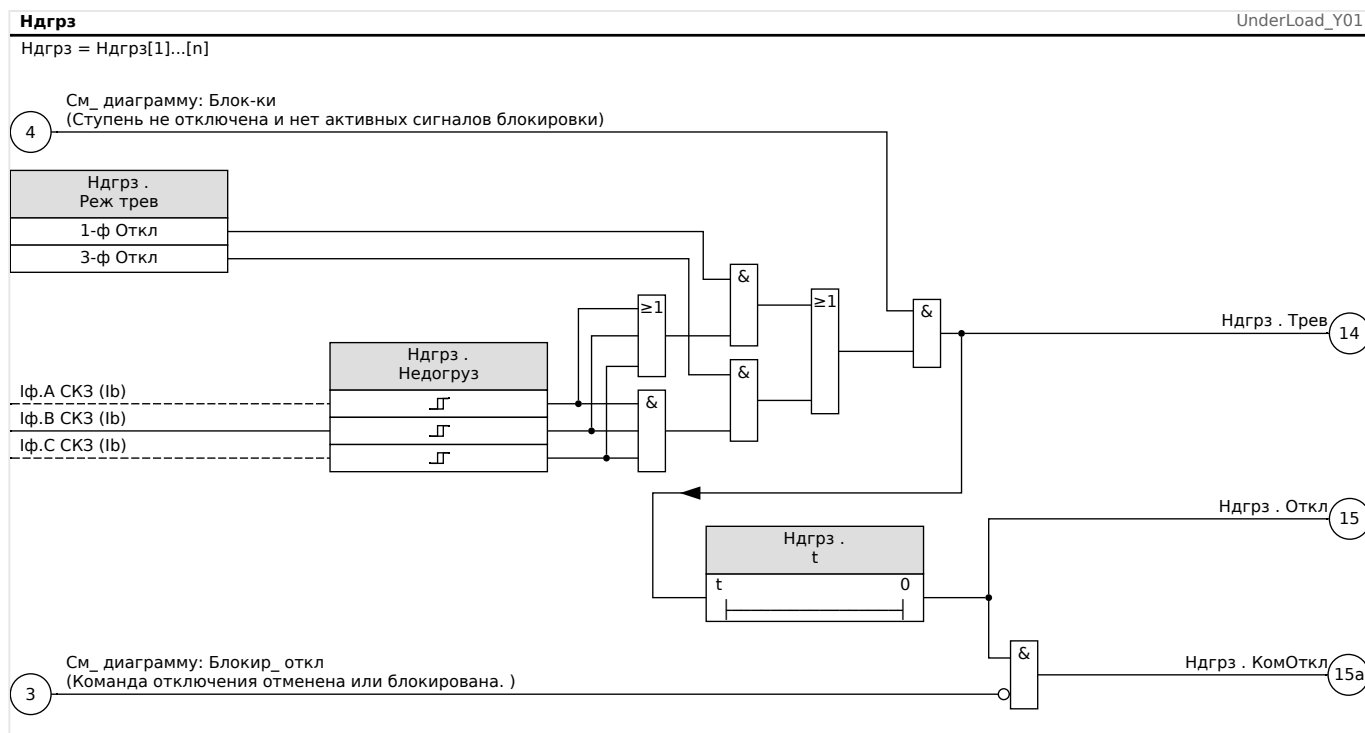 Ндгрз
UnderLoad_Y01
Ндгрз = Ндгрз[1]...[n]
См_ диаграмму: Блок-ки
(Ступень не отключена и нет активных сигналов блокировки)
4
Ндгрз .
Реж трев
1-ф Откл
3-ф Откл
&
≥1
≥1
&
Ндгрз . Трев
14
Ндгрз .
Недогруз
&
&
Iф.A СКЗ (Ib)
Iф.B СКЗ (Ib)
Iф.C СКЗ (Ib)
Ндгрз . Откл
15
Ндгрз .
t
t 0
См_ диаграмму: Блокир_ откл
(Команда отключения отменена или блокирована. )
3
&
Ндгрз . КомОткл
15a